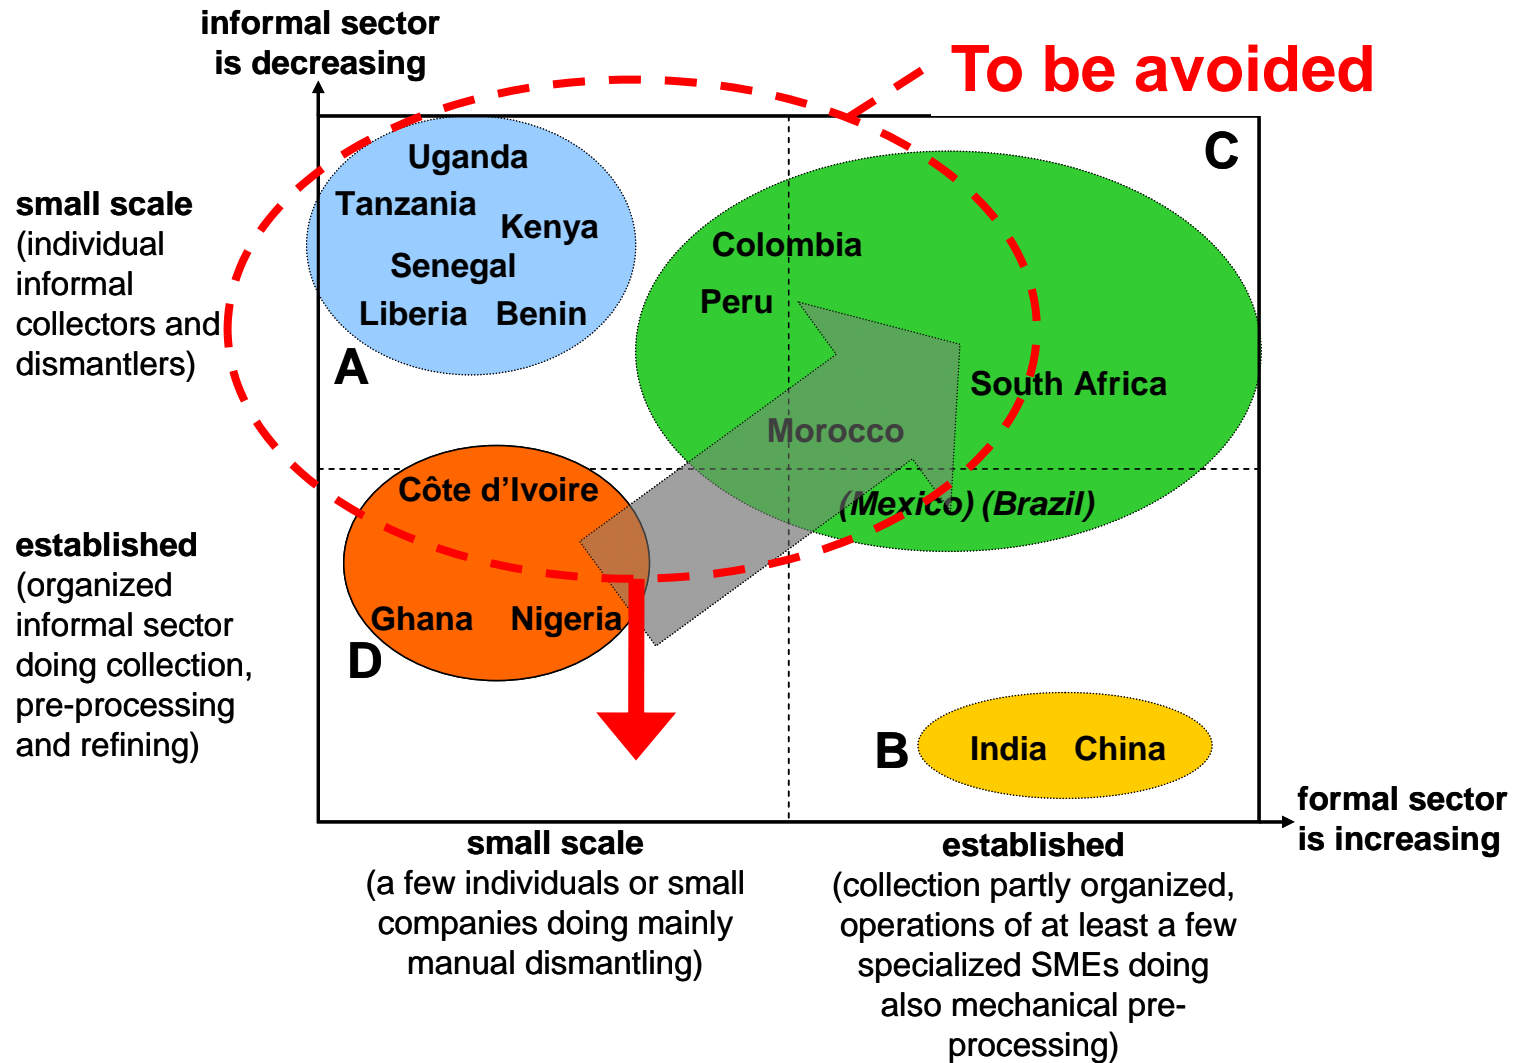 informal sector
is decreasing
To be avoided
C
small scale
(individual
informal
collectors and
dismantlers)
Uganda
Tanzania
Kenya
Senegal
Liberia Benin
A
Colombia
Peru
South Africa
Morocco
(Mexico) (Brazil)
established
(organized
informal sector
doing collection,
pre-processing
and refining)
Côte d’Ivoire
Ghana Nigeria
D
B
India China
formal sector
is increasing
small scale
(a few individuals or small
companies doing mainly
manual dismantling)
established
(collection partly organized,
operations of at least a few
specialized SMEs doing
also mechanical pre-
processing)